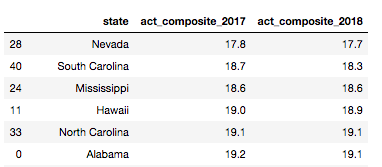 state act_composite_2017 act_composite_2018
28 Nevada 17.8 17.7
40 South Carolina 18.7 18.3
24 Mississippi 18.6 18.6
11 Hawaii 19.0 18.9
33 North Carolina 19.1 19.1
0 Alabama 19.2 19.1